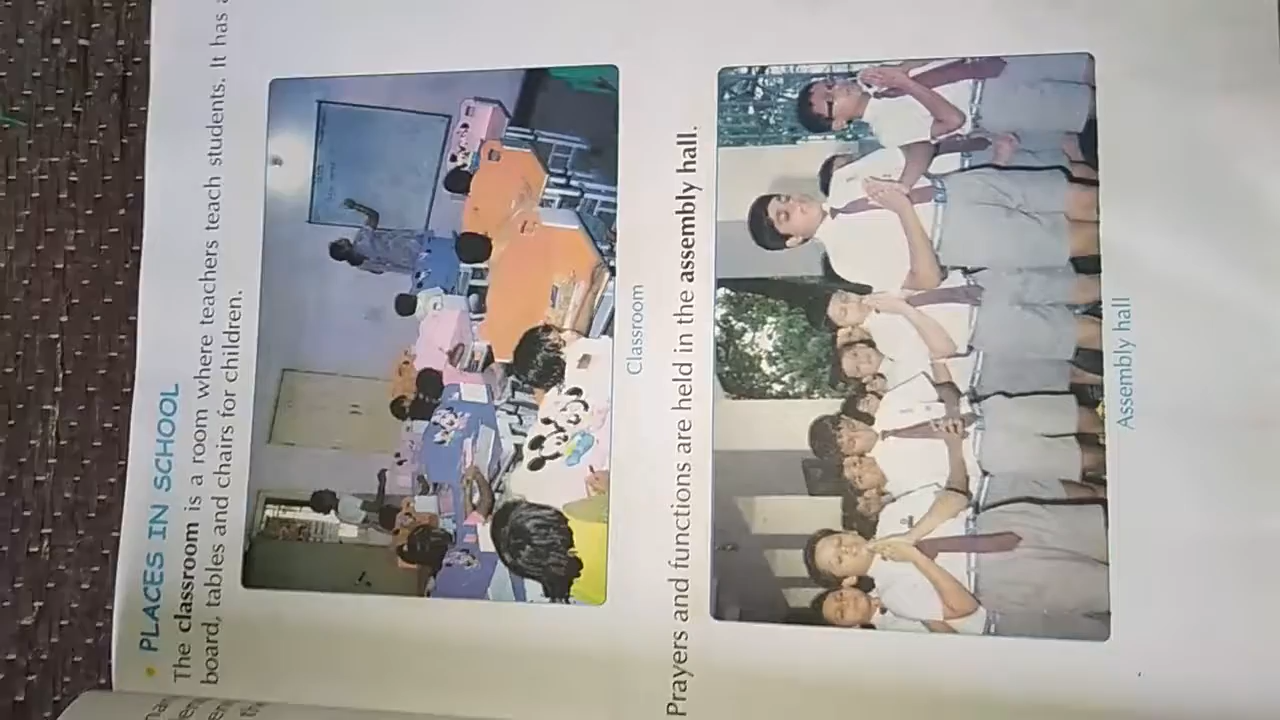 • PLACES IN SCHOOL
The classroom is a room where teachers teach students. It has a
board, tables and chairs for children.
Classroom
Prayers and functions are held in the assembly hall.
Assembly hall